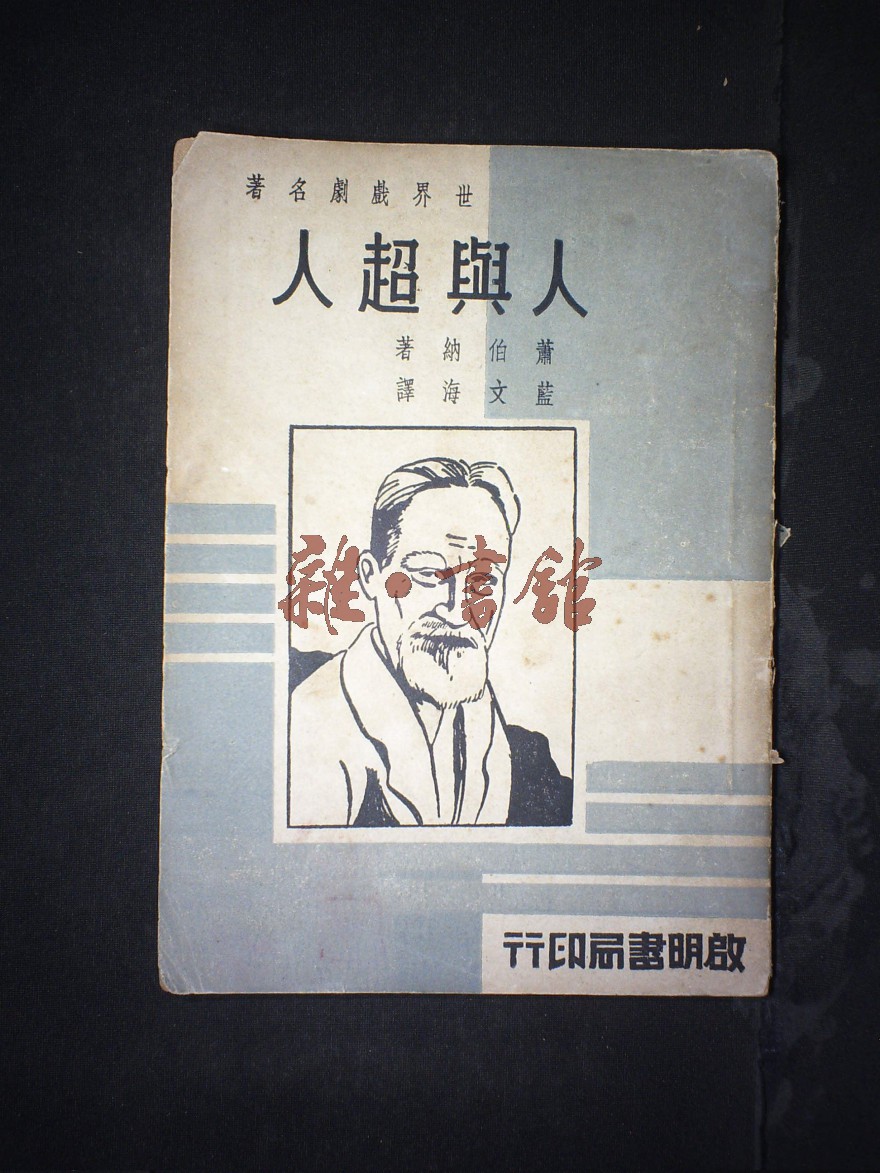 世界戲劇名著
人與超人
蕭伯納著
藍文海譯
雜·書館
啟明書局印行